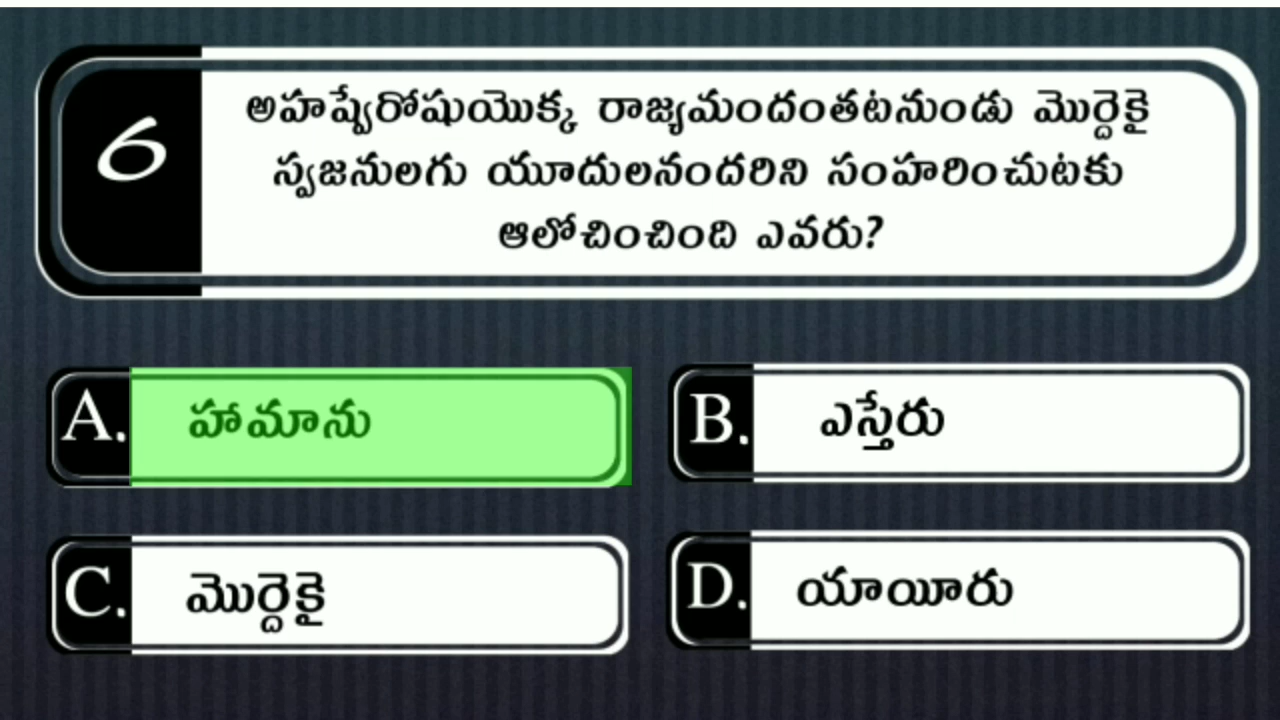 6
అహష్వేరోషుయొక్క రాజ్యమందంతటనుండు మొర్దెకై
స్వజనులగు యూదులనందరిని సంహరించుటకు
ఆలోచించింది ఎవరు?
A. హామాను
B. ఎస్తేరు
C. మొర్దెకై
D. యాయీరు